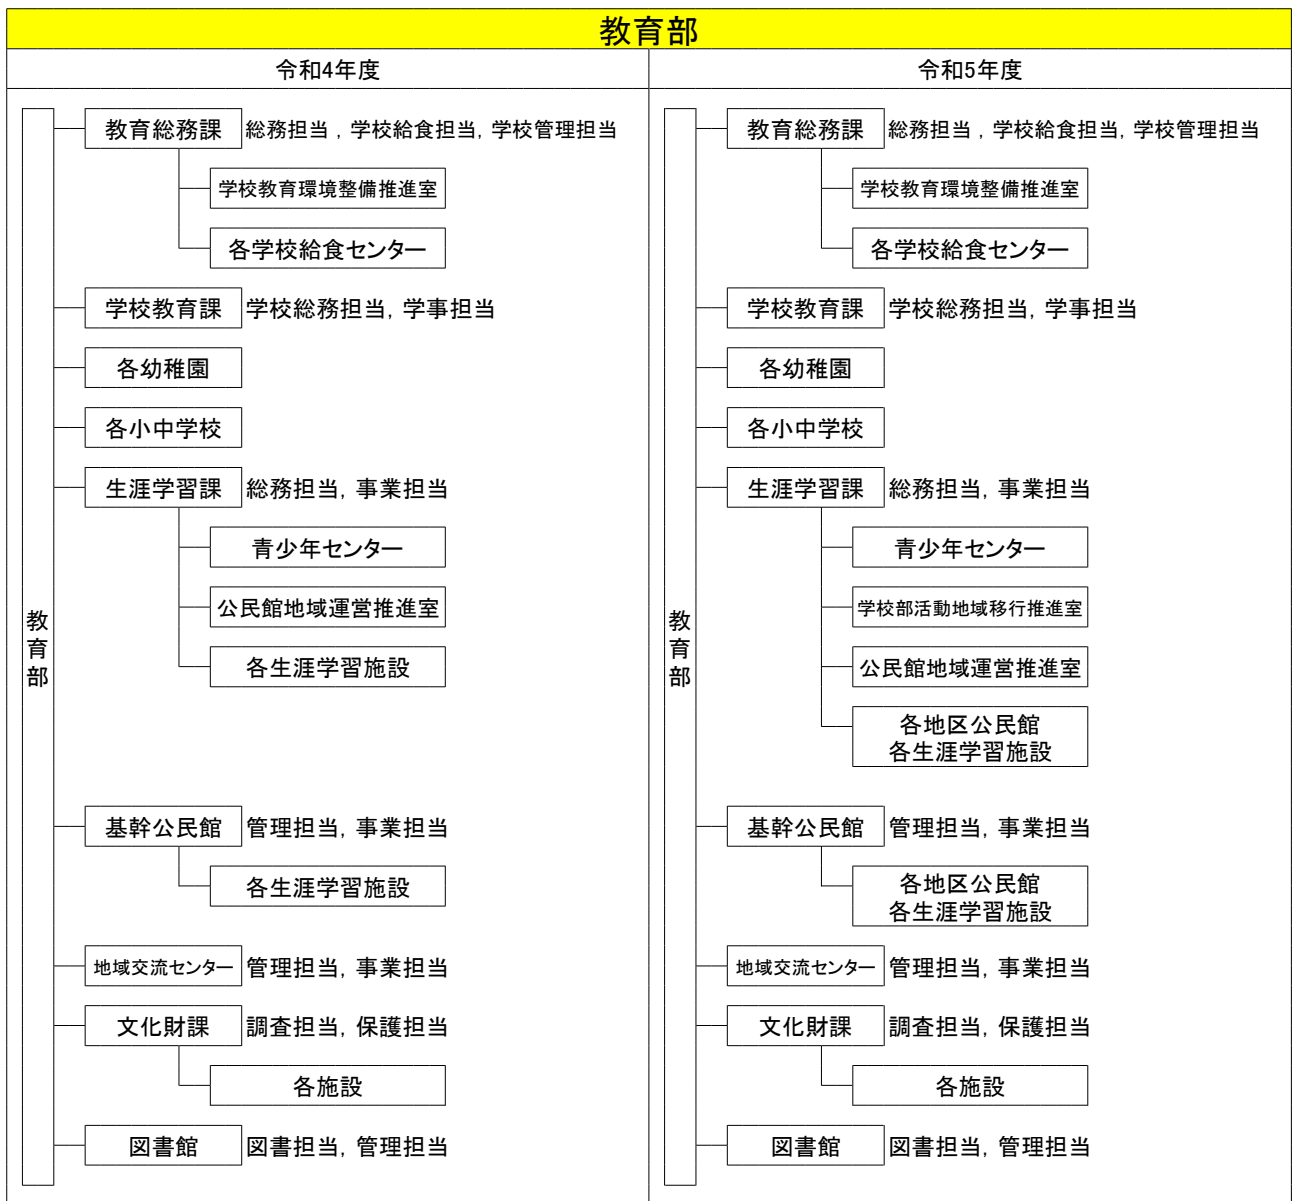 教育部
令和4年度
教育部
教育総務課 総務担当，学校給食担当，学校管理担当
学校教育環境整備推進室
各学校給食センター
学校教育課 学校総務担当，学事担当
各幼稚園
各小中学校
生涯学習課 総務担当，事業担当
青少年センター
公民館地域運営推進室
各生涯学習施設
基幹公民館 管理担当，事業担当
各生涯学習施設
地域交流センター 管理担当，事業担当
文化財課 調査担当，保護担当
各施設
図書館 図書担当，管理担当
令和5年度
教育部
教育総務課 総務担当，学校給食担当，学校管理担当
学校教育環境整備推進室
各学校給食センター
学校教育課 学校総務担当，学事担当
各幼稚園
各小中学校
生涯学習課 総務担当，事業担当
青少年センター
学校部活動地域移行推進室
公民館地域運営推進室
各地区公民館
各生涯学習施設
基幹公民館 管理担当，事業担当
各地区公民館
各生涯学習施設
地域交流センター 管理担当，事業担当
文化財課 調査担当，保護担当
各施設
図書館 図書担当，管理担当